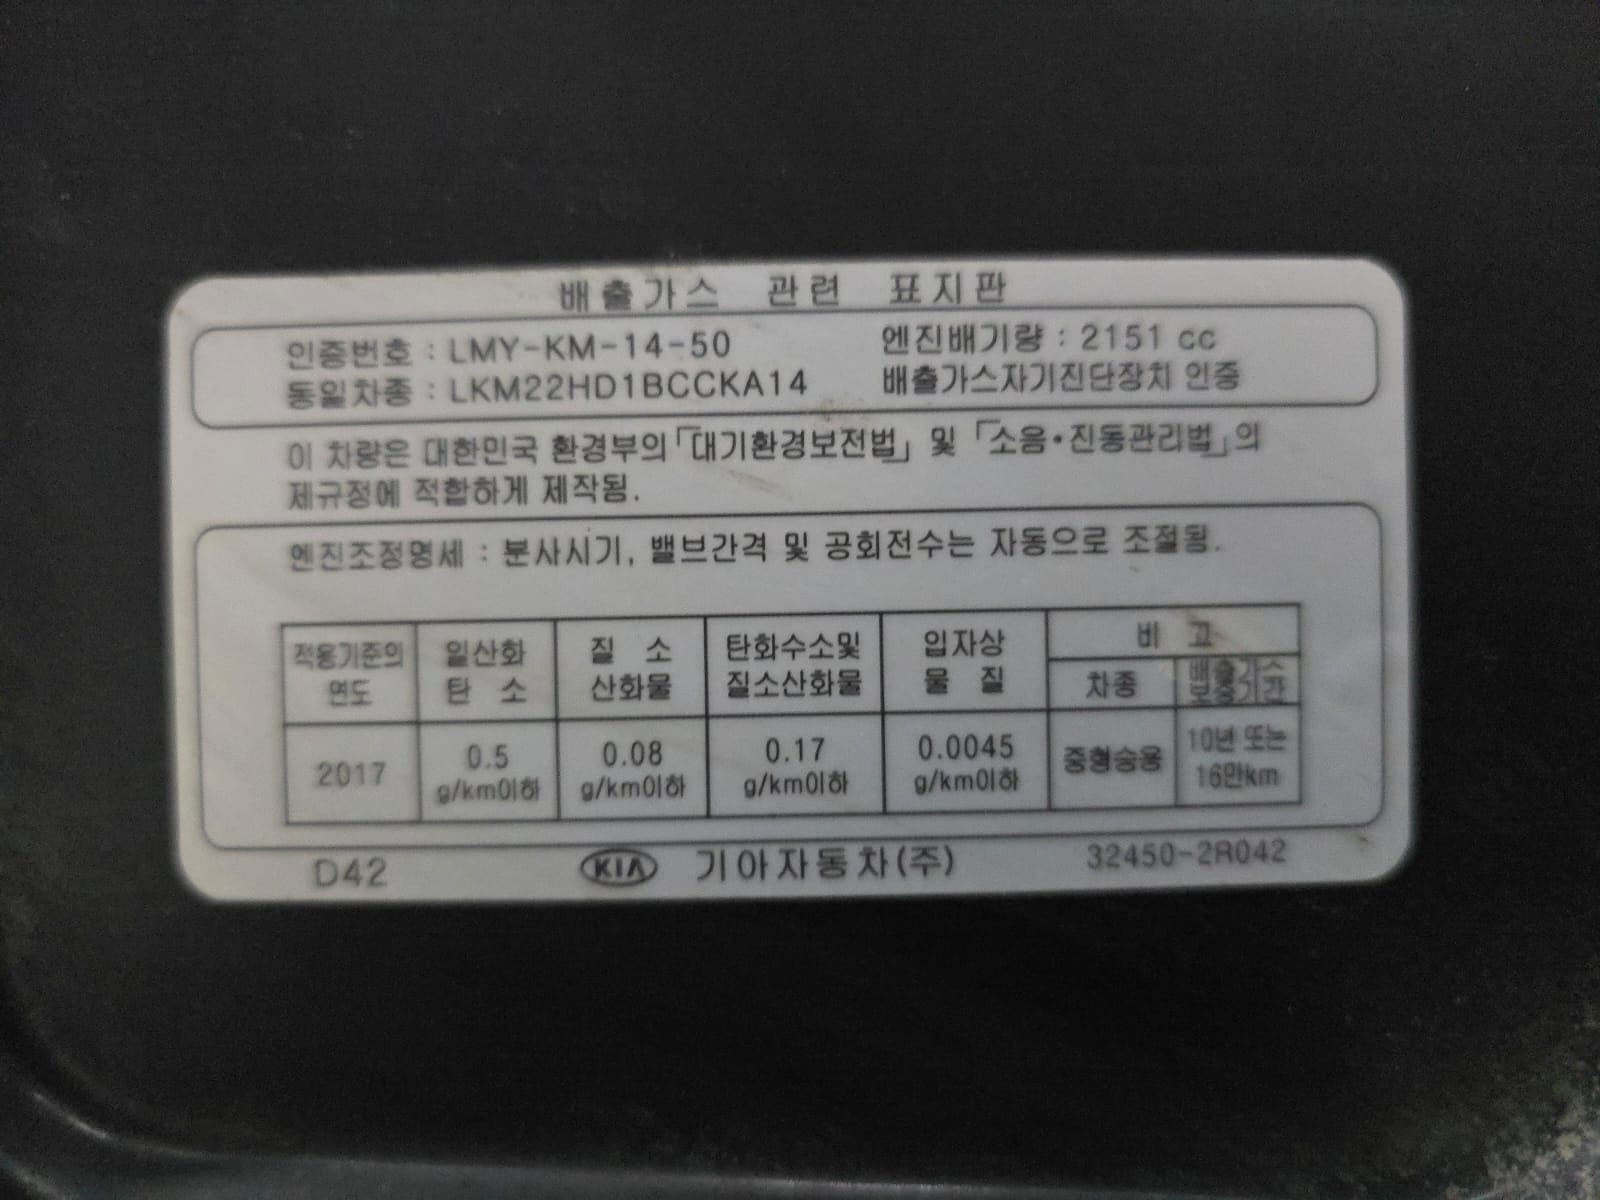 배출가스 관련 표지판
인증번호 : LMY-KM-14-50 엔진배기량 : 2151 cc
동일차종 : LKM22HD1BCCKA14 배출가스자기진단장치 인증
이 차량은 대한민국 환경부의 「대기환경보전법」 및 「소음·진동관리법」의
제규정에 적합하게 제작됨.
엔진조정명세 : 분사시기, 밸브간격 및 공회전수는 자동으로 조절됨.
적용기준의 일산화 질 소 탄화수소및 입자상 비 고
연도 탄 소 산화물 질소산화물 물 질 차종 배출가스
보증기간
2017 0.5 0.08 0.17 0.0045 중형승용 10년 또는
g/km이하 g/km이하 g/km이하 g/km이하 16만km
D42 KIA 기아자동차(주) 32450-2R042